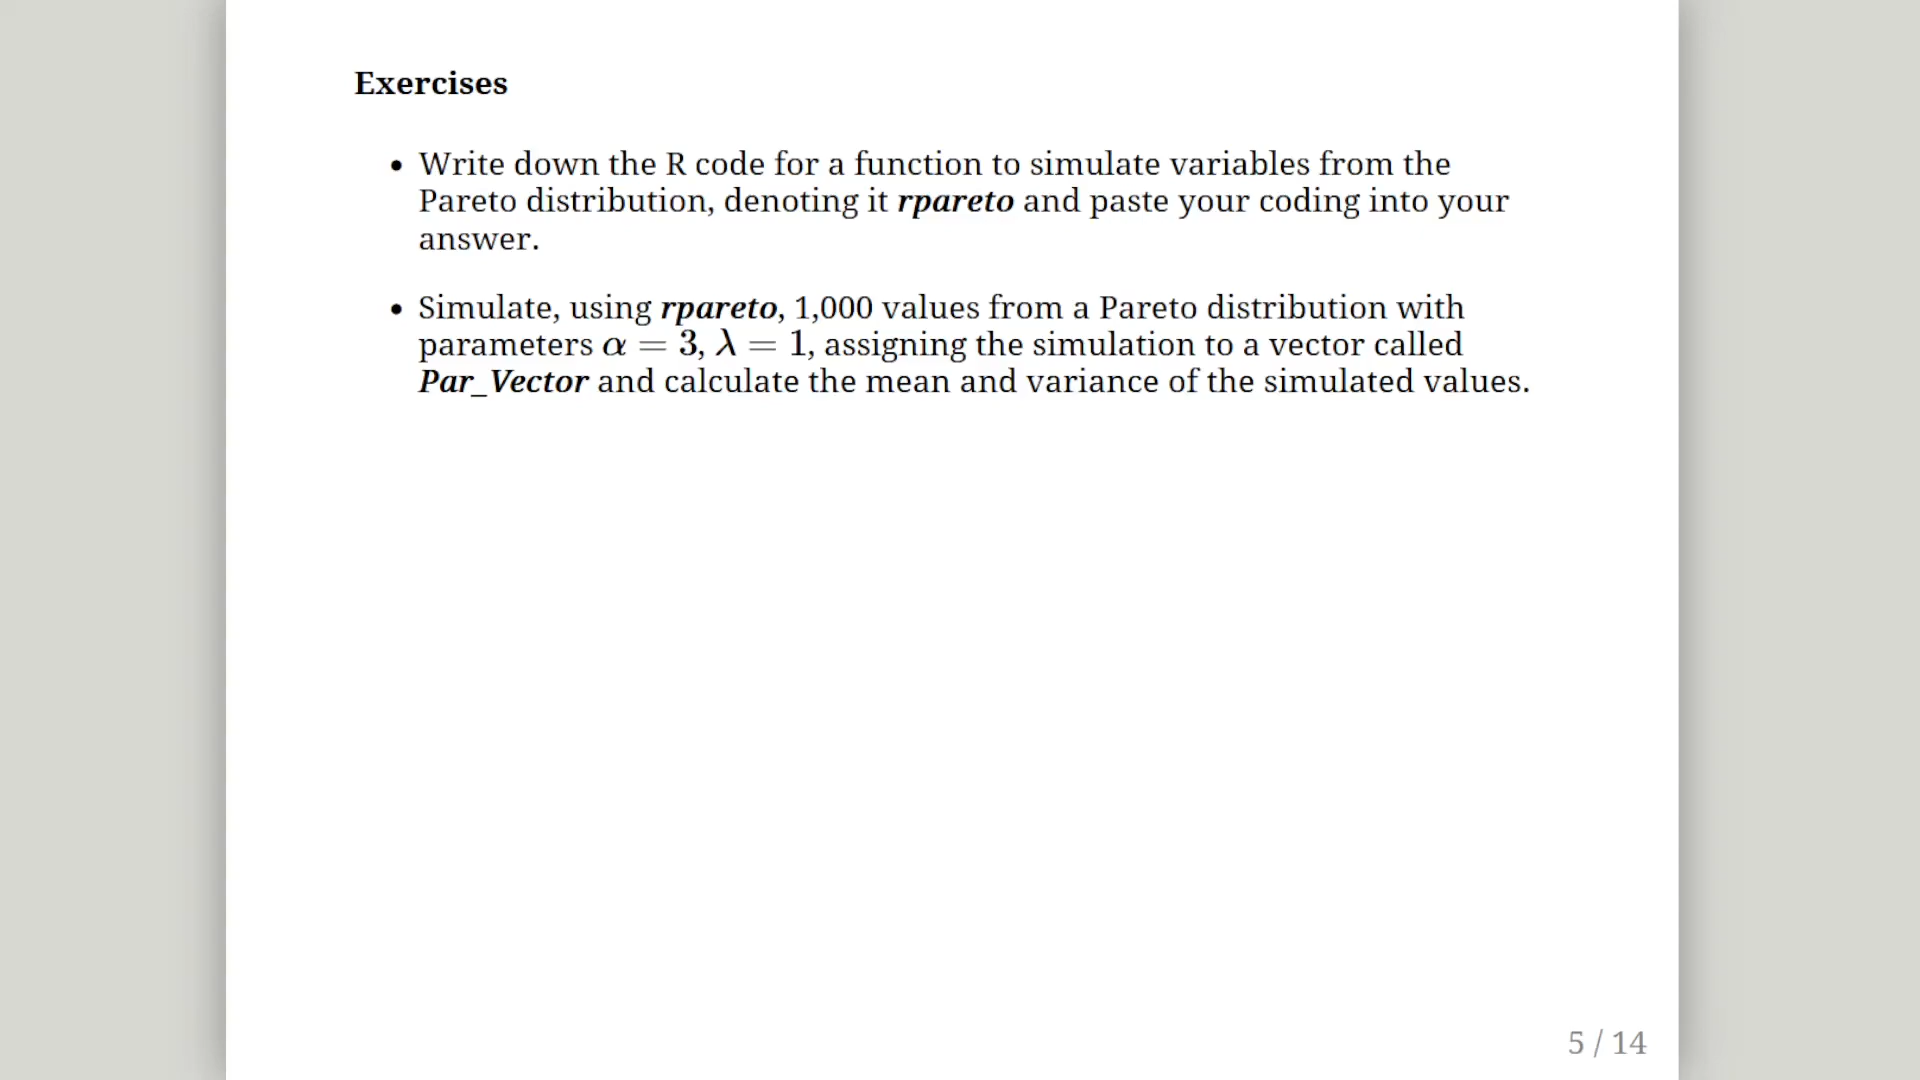 Exercises
• Write down the R code for a function to simulate variables from the
Pareto distribution, denoting it rpareto and paste your coding into your
answer.
• Simulate, using rpareto, 1,000 values from a Pareto distribution with
parameters α = 3, λ = 1, assigning the simulation to a vector called
Par_Vector and calculate the mean and variance of the simulated values.
5 / 14